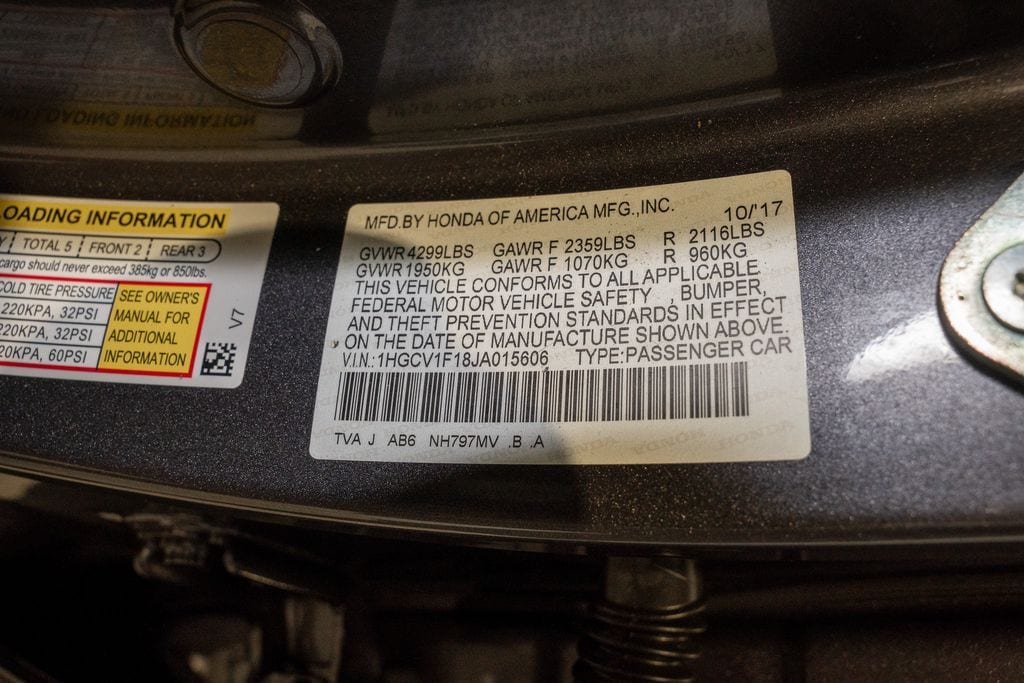 LOADING INFORMATION
TOTAL 5 FRONT 2 REAR 3
cargo should never exceed 385kg or 850lbs.
COLD TIRE PRESSURE
220KPA, 32PSI
220KPA, 32PSI
20KPA, 60PSI
SEE OWNER'S
MANUAL FOR
ADDITIONAL
INFORMATION
V7
MFD.BY HONDA OF AMERICA MFG.,INC. 10/'17
GVWR 4299LBS GAWR F 2359LBS R 2116LBS
GVWR 1950KG GAWR F 1070KG R 960KG
THIS VEHICLE CONFORMS TO ALL APPLICABLE
FEDERAL MOTOR VEHICLE SAFETY , BUMPER,
AND THEFT PREVENTION STANDARDS IN EFFECT
ON THE DATE OF MANUFACTURE SHOWN ABOVE.
V.I.N.:1HGCV1F18JA015606 TYPE:PASSENGER CAR
TVA J AB6 NH797MV .B .A